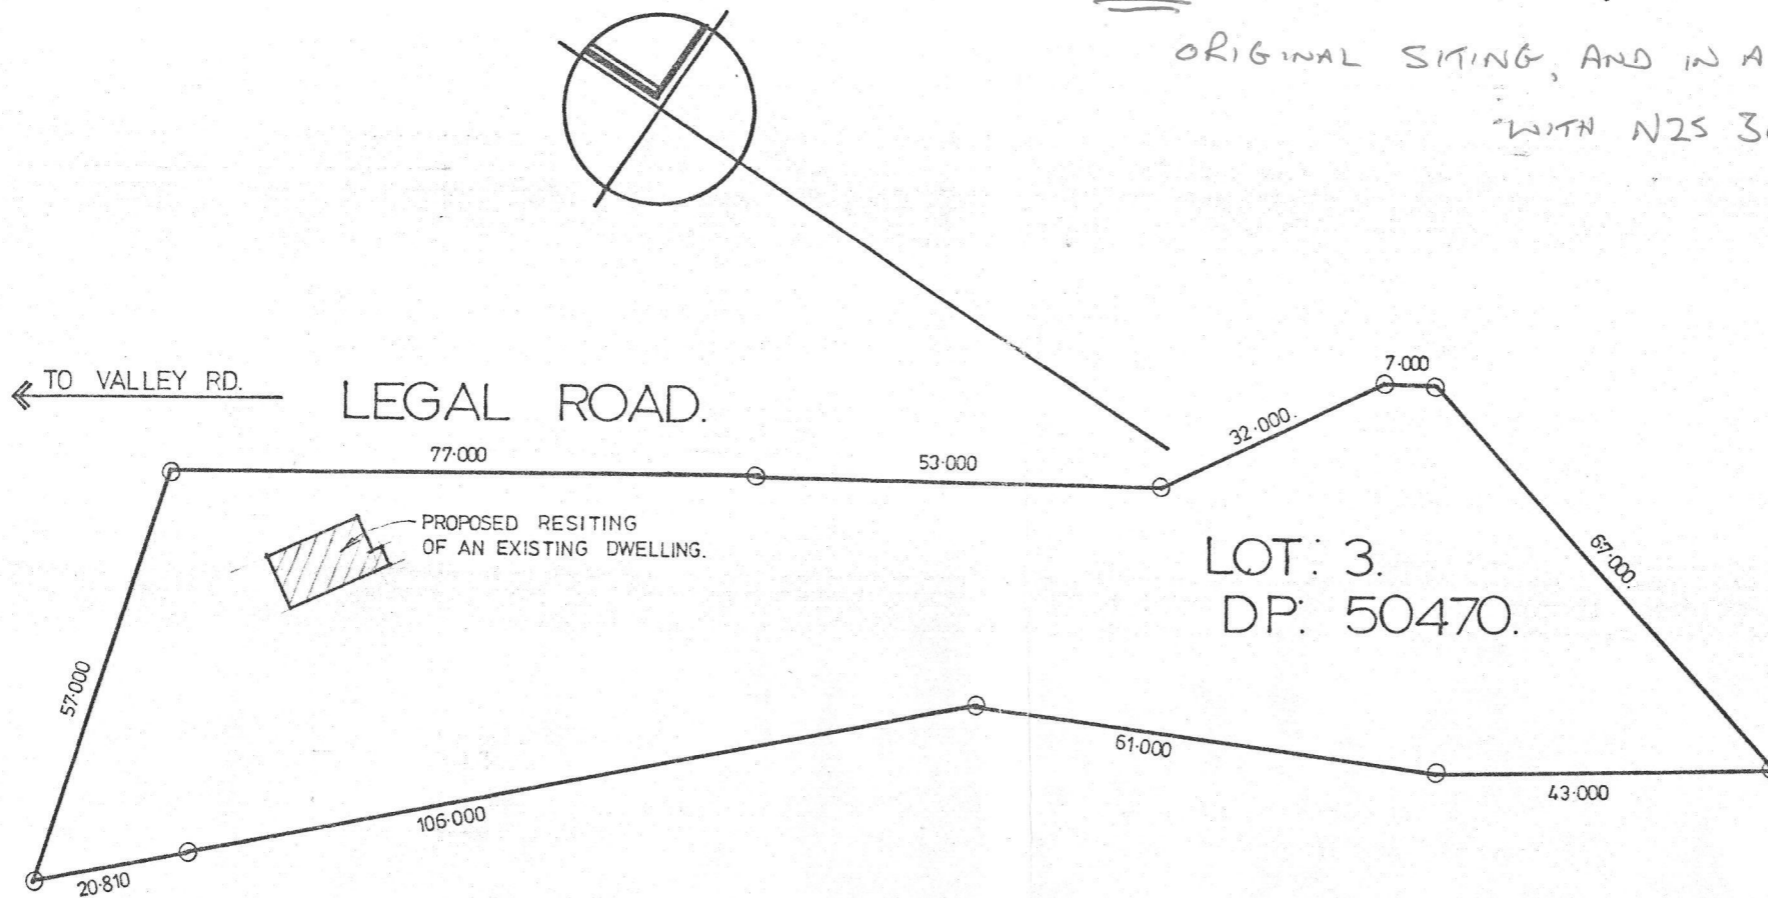 ORIGINAL SITING, AND IN A
WITH NZS
TO VALLEY RD.
LEGAL ROAD.
77·000
53·000
32·000.
7·000
67·000.
PROPOSED RESITING
OF AN EXISTING DWELLING.
LOT: 3.
DP: 50470.
57·000
61·000
43·000
106·000
20·810